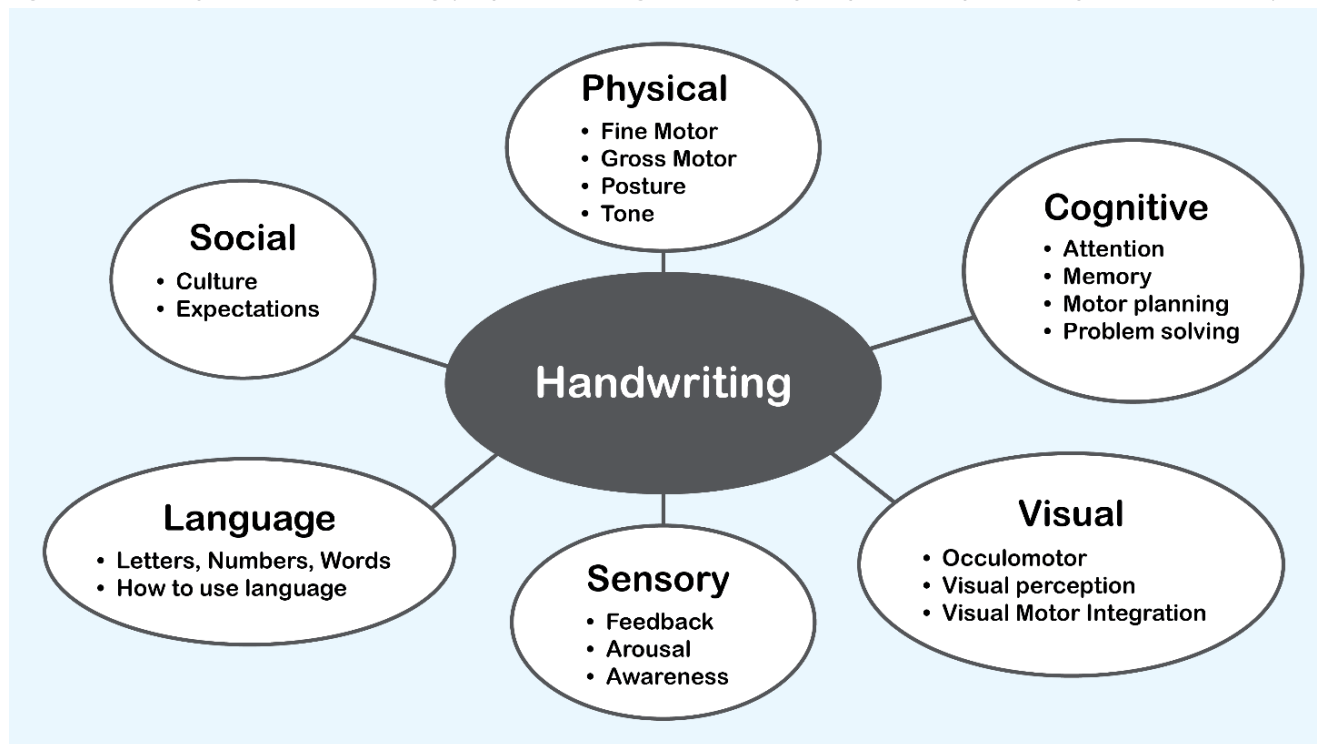 Physical
• Fine Motor
• Gross Motor
• Posture
• Tone
Cognitive
• Attention
• Memory
• Motor planning
• Problem solving
Social
• Culture
• Expectations
Handwriting
Language
• Letters, Numbers, Words
• How to use language
Sensory
• Feedback
• Arousal
• Awareness
Visual
• Occulomotor
• Visual perception
• Visual Motor Integration